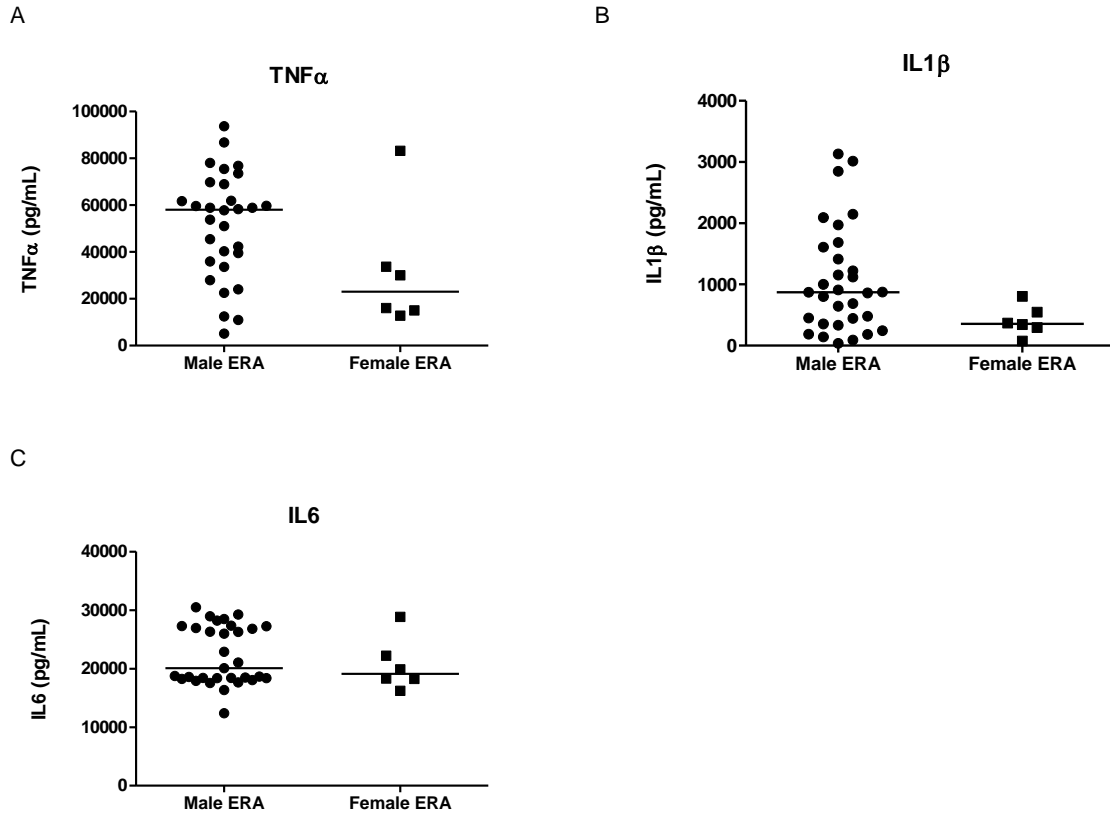 A
TNFα
100000
80000
60000
40000
20000
0
TNFα (pg/mL)
Male ERA Female ERA
B
IL1β
4000
3000
2000
1000
0
IL1β (pg/mL)
Male ERA Female ERA
C
IL6
40000
30000
20000
10000
0
IL6 (pg/mL)
Male ERA Female ERA